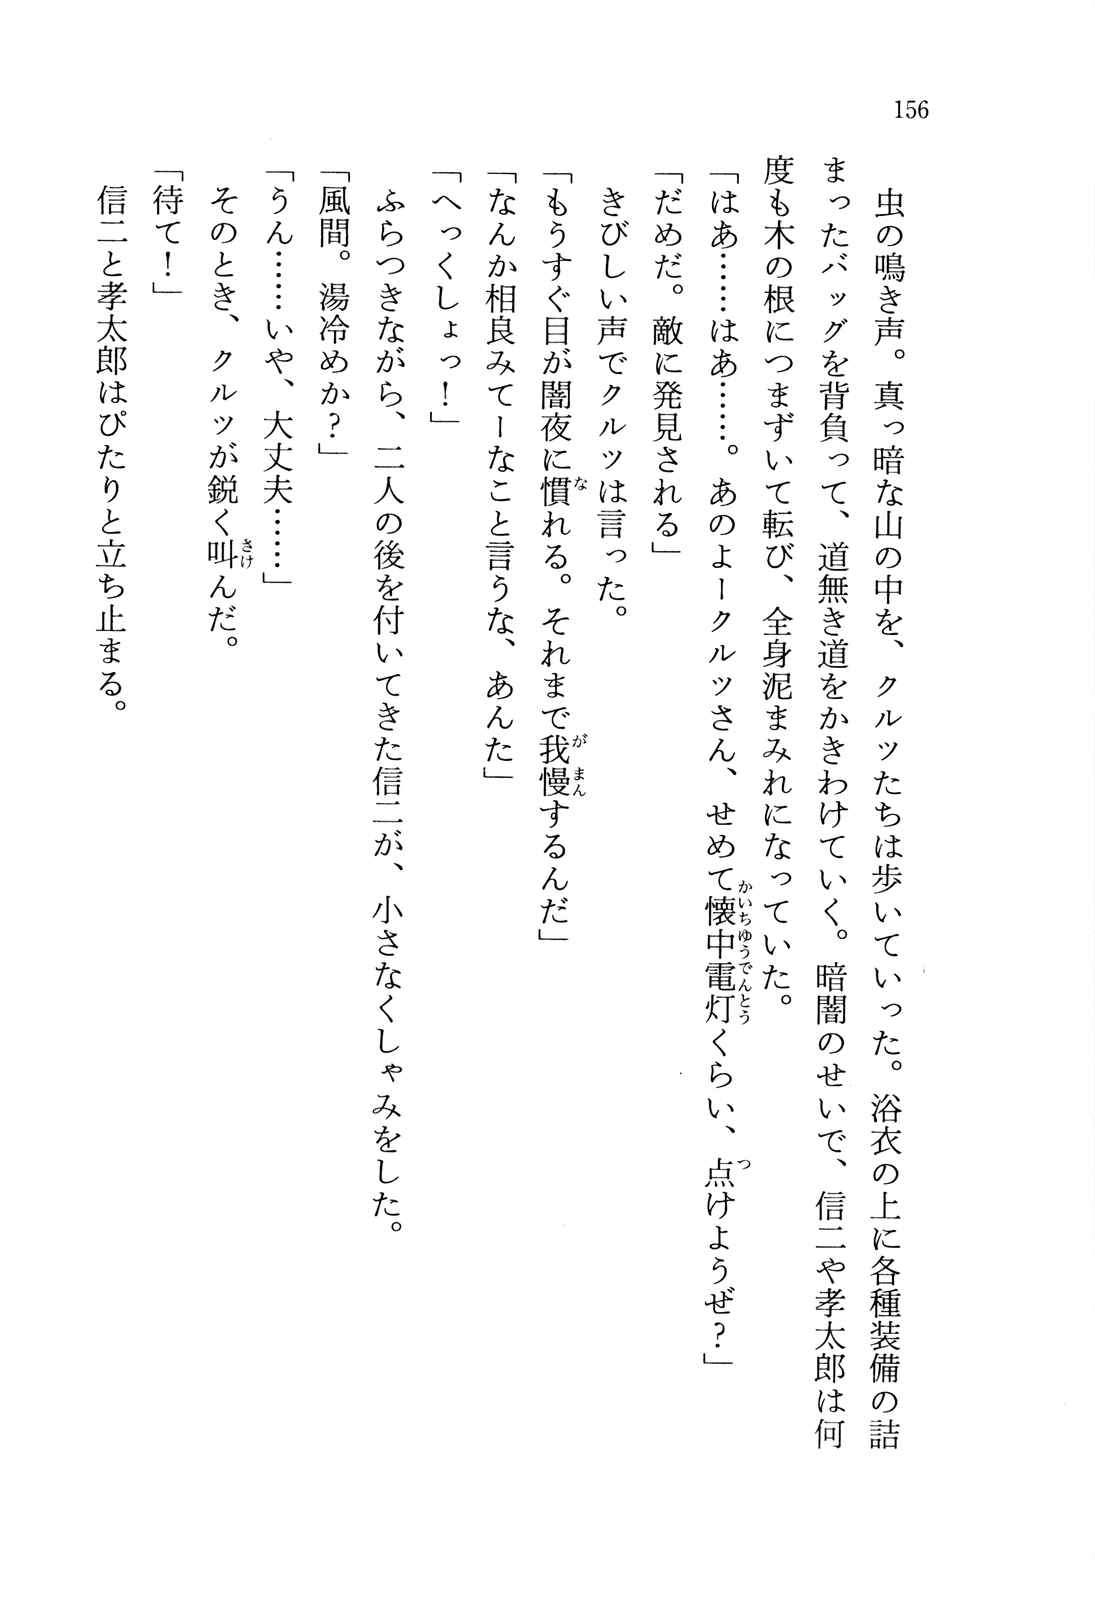 156
虫の鳴き声。真っ暗な山の中を、クルツたちは歩いていった。浴衣の上に各種装備の詰
まったバッグを背負って、道無き道をかきわけていく。暗闇のせいで、信二や孝太郎は何
度も木の根につまずいて転び、全身泥まみれになっていた。
「はあ……はあ……。あのよークルツさん、せめて懐中電灯くらい、点けようぜ？」
「だめだ。敵に発見される」
きびしい声でクルツは言った。
「もうすぐ目が闇夜に慣れる。それまで我慢するんだ」
「なんか相良みてーなこと言うな、あんた」
「へっくしょっ！」
ふらつきながら、二人の後を付いてきた信二が、小さなくしゃみをした。
「風間。湯冷めか？」
「うん……いや、大丈夫……」
そのとき、クルツが鋭く叫んだ。
「待て！」
信二と孝太郎はぴたりと立ち止まる。